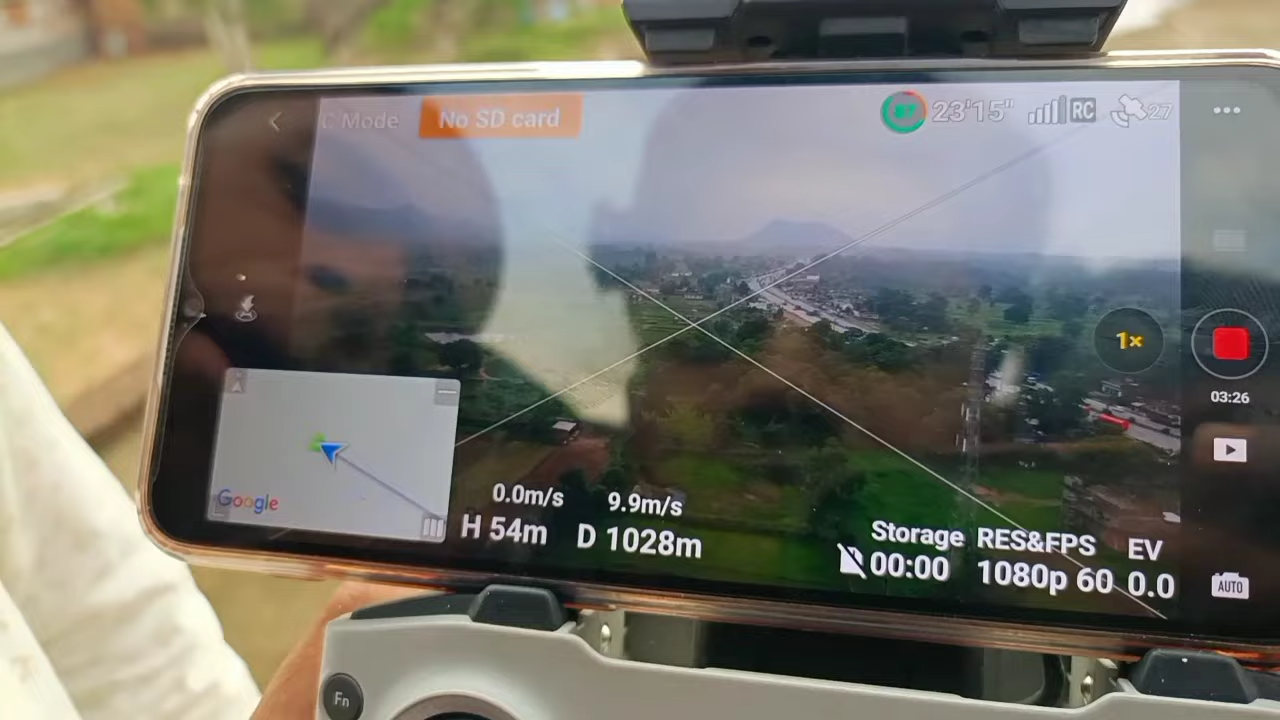 C Mode
No SD card
23'15"
RC
27
1×
03:26
Google
0.0m/s 9.9m/s
H 54m D 1028m
Storage RES&FPS EV
00:00 1080p 60 0.0
AUTO
Fn